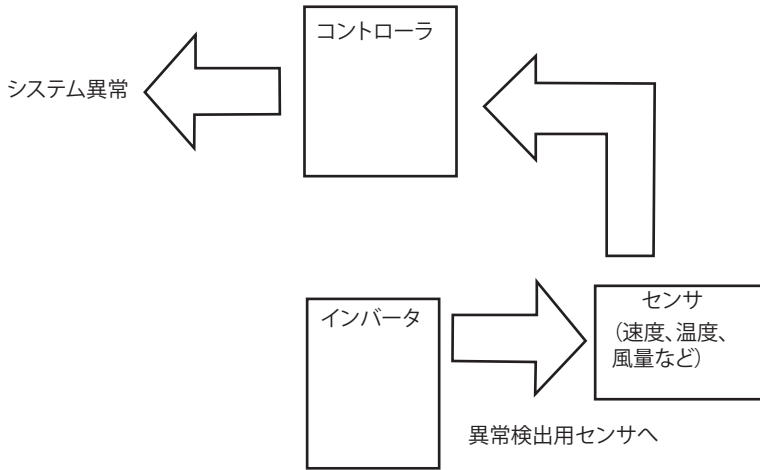 コントローラ
システム異常
インバータ
センサ
（速度、温度、
風量など）
異常検出用センサへ